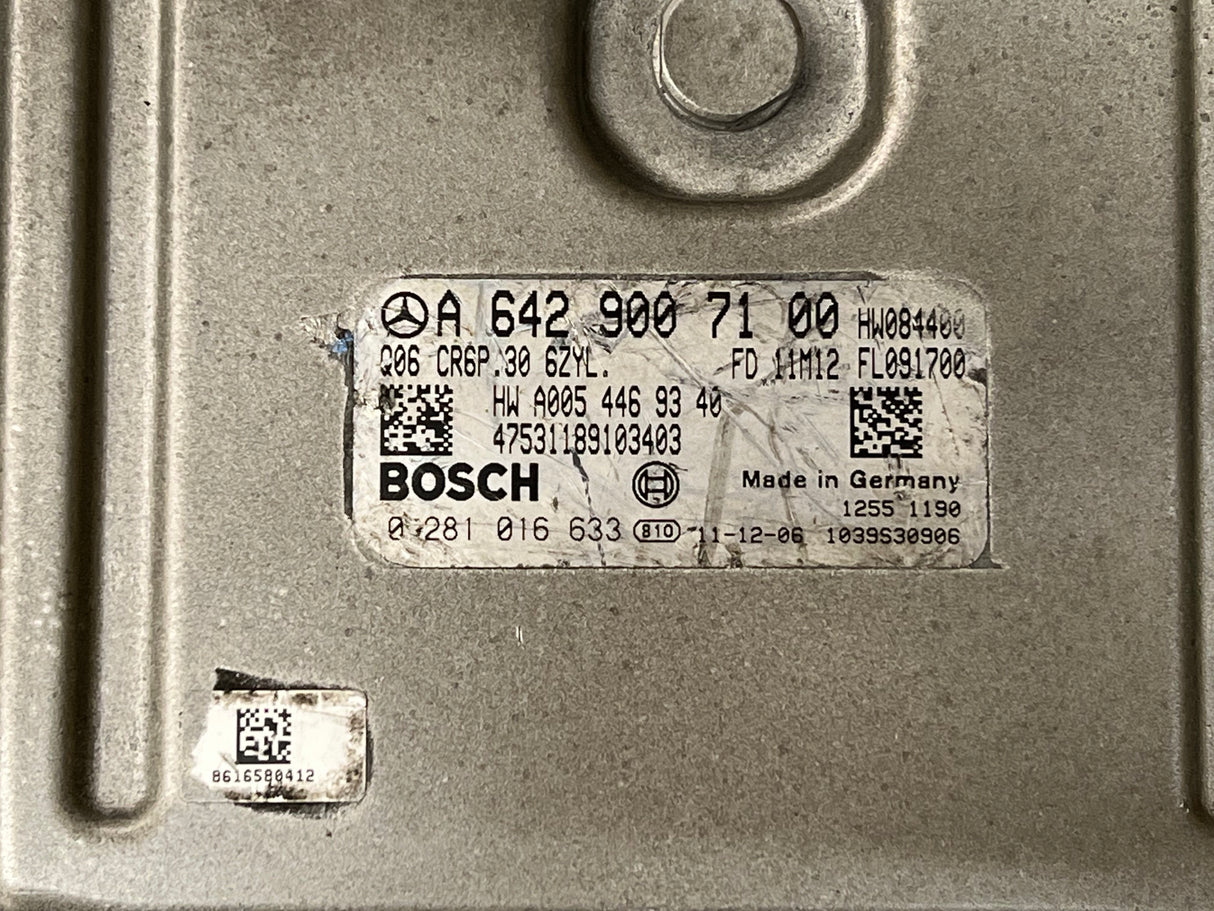 A 642 900 71 00 HW084400
Q06 CR6P.30 6ZYL. FD 11M12 FL091700
HW A005 446 93 40
47531189103403
BOSCH Made in Germany
1255 1190
0 281 016 633 810 11-12-06 1039S30906
8616580412